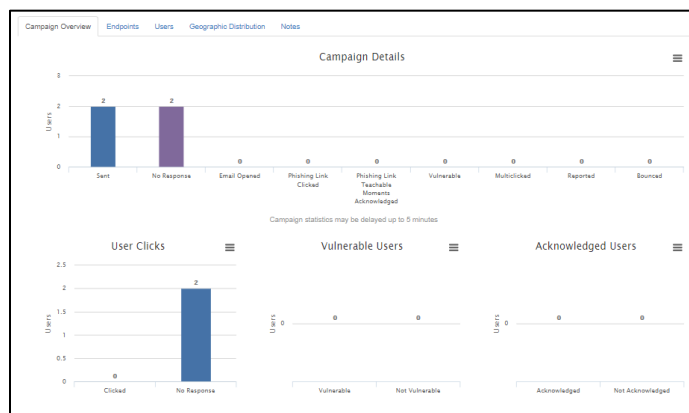 Campaign Overview Endpoints Users Geographic Distribution Notes
Campaign Details
Users
3
2
1
0
2 2 0 0 0 0 0 0 0
Sent No Response Email Opened Phishing Link Clicked Phishing Link Teachable Moments Acknowledged Vulnerable Multiclicked Reported Bounced
Campaign statistics may be delayed up to 5 minutes
User Clicks
Users
2.5
2
1.5
1
0.5
0
0 2
Clicked No Response
Vulnerable Users
Users
0
0 0
Vulnerable Not Vulnerable
Acknowledged Users
Users
0
0 0
Acknowledged Not Acknowledged